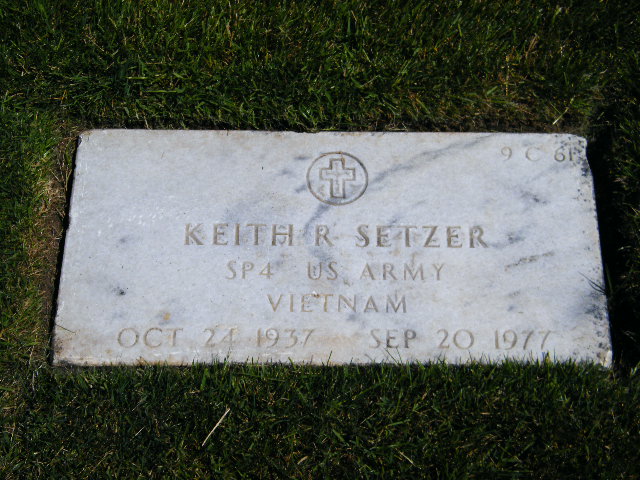 9 C 61
KEITH R SETZER
SP4 US ARMY
VIETNAM
OCT 24 1937 SEP 20 1977